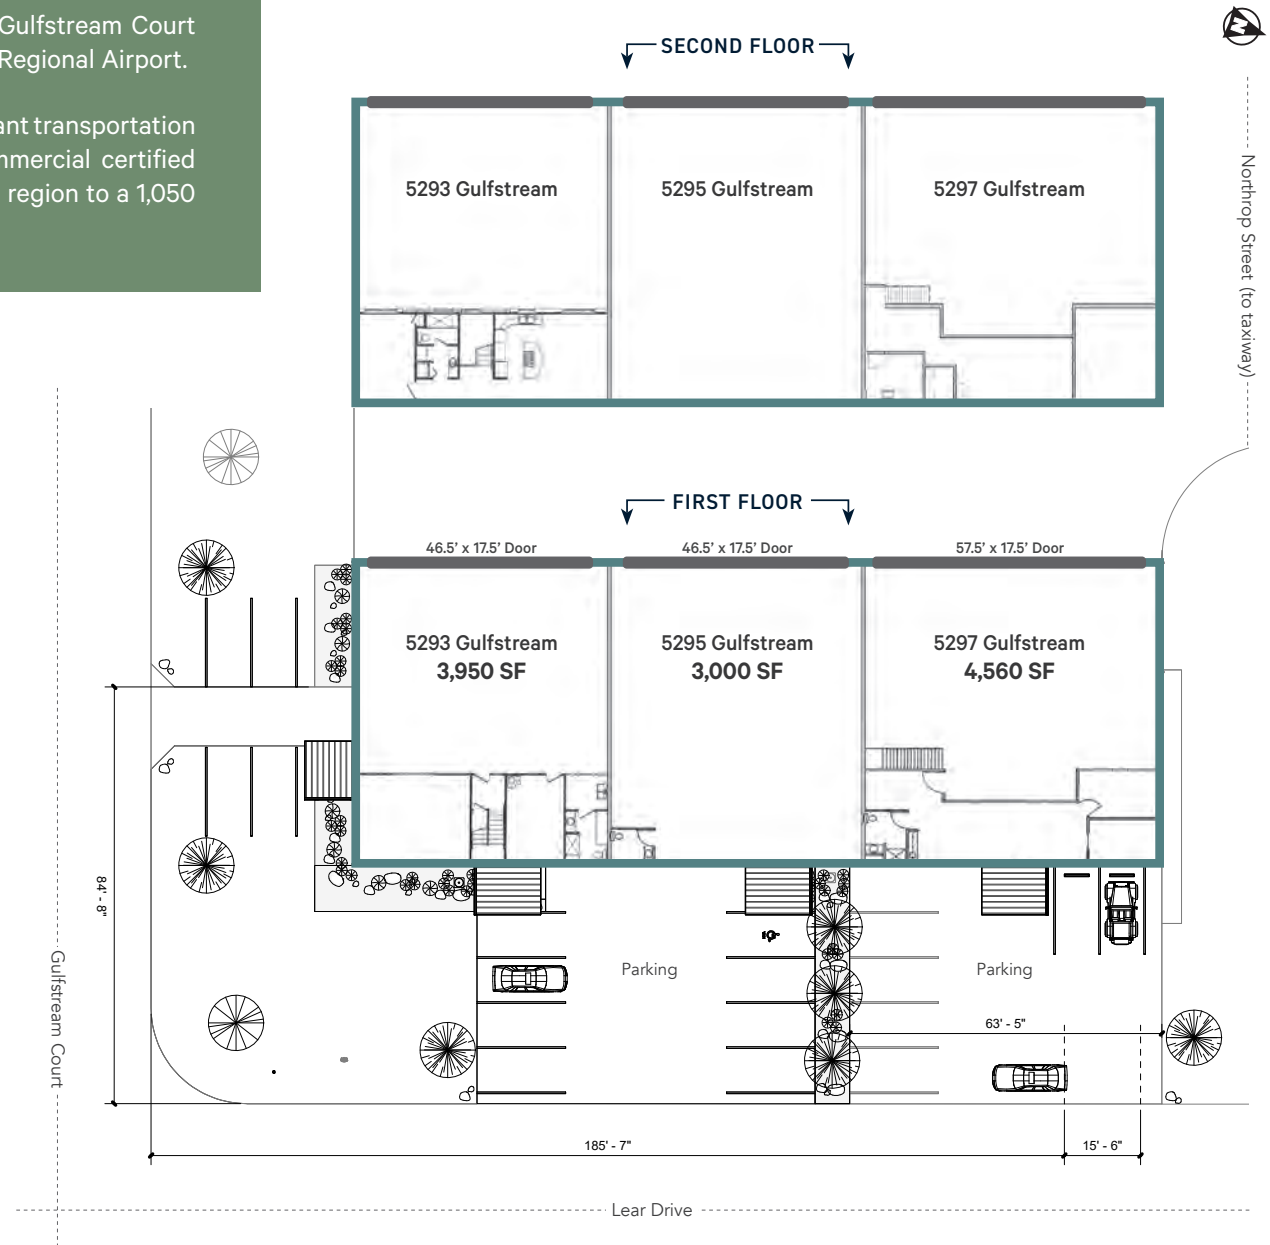 Gulfstream Court
Regional Airport.
ant transportation
mmercial certified
region to a 1,050
SECOND FLOOR
5293 Gulfstream
5295 Gulfstream
5297 Gulfstream
Northrop Street (to taxiway)
FIRST FLOOR
46.5’ x 17.5’ Door
46.5’ x 17.5’ Door
57.5’ x 17.5’ Door
5293 Gulfstream
3,950 SF
5295 Gulfstream
3,000 SF
5297 Gulfstream
4,560 SF
84' - 8"
Gulfstream Court
Parking
Parking
63' - 5"
185' - 7"
15' - 6"
Lear Drive